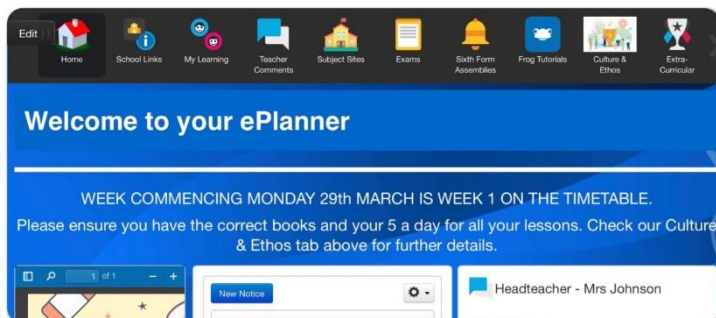 Edit
Home
School Links
My Learning
Teacher
Comments
Subject Sites
Exams
Sixth Form
Assemblies
Frog Tutorials
Culture &
Ethos
Extra-
Curricular
Welcome to your ePlanner
WEEK COMMENCING MONDAY 29th MARCH IS WEEK 1 ON THE TIMETABLE.
Please ensure you have the correct books and your 5 a day for all your lessons. Check our Culture
& Ethos tab above for further details.
1 of 1
New Notice
Headteacher - Mrs Johnson